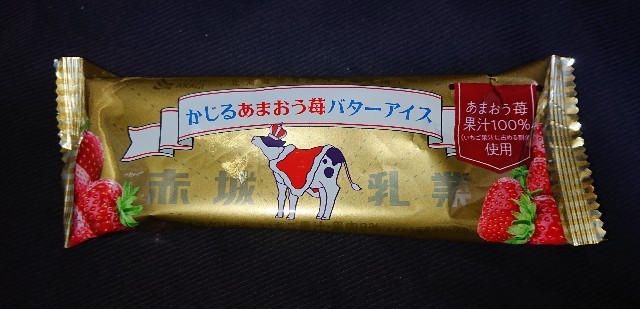 かじるあまおう苺バターアイス
あまおう苺
果汁100%
使用
赤城乳業